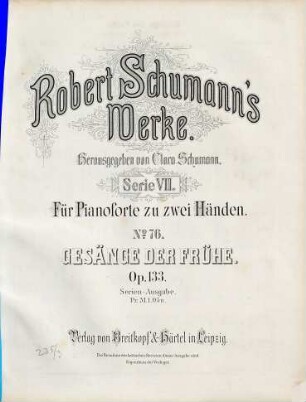 Robert Schumann's
Werke.
Herausgegeben von Clara Schumann.
Serie VII.
Für Pianoforte zu zwei Händen.
No. 76.
GESÄNGE DER FRÜHE.
Op. 133.
Serien-Ausgabe.
Verlag von Breitkopf & Härtel in Leipzig.